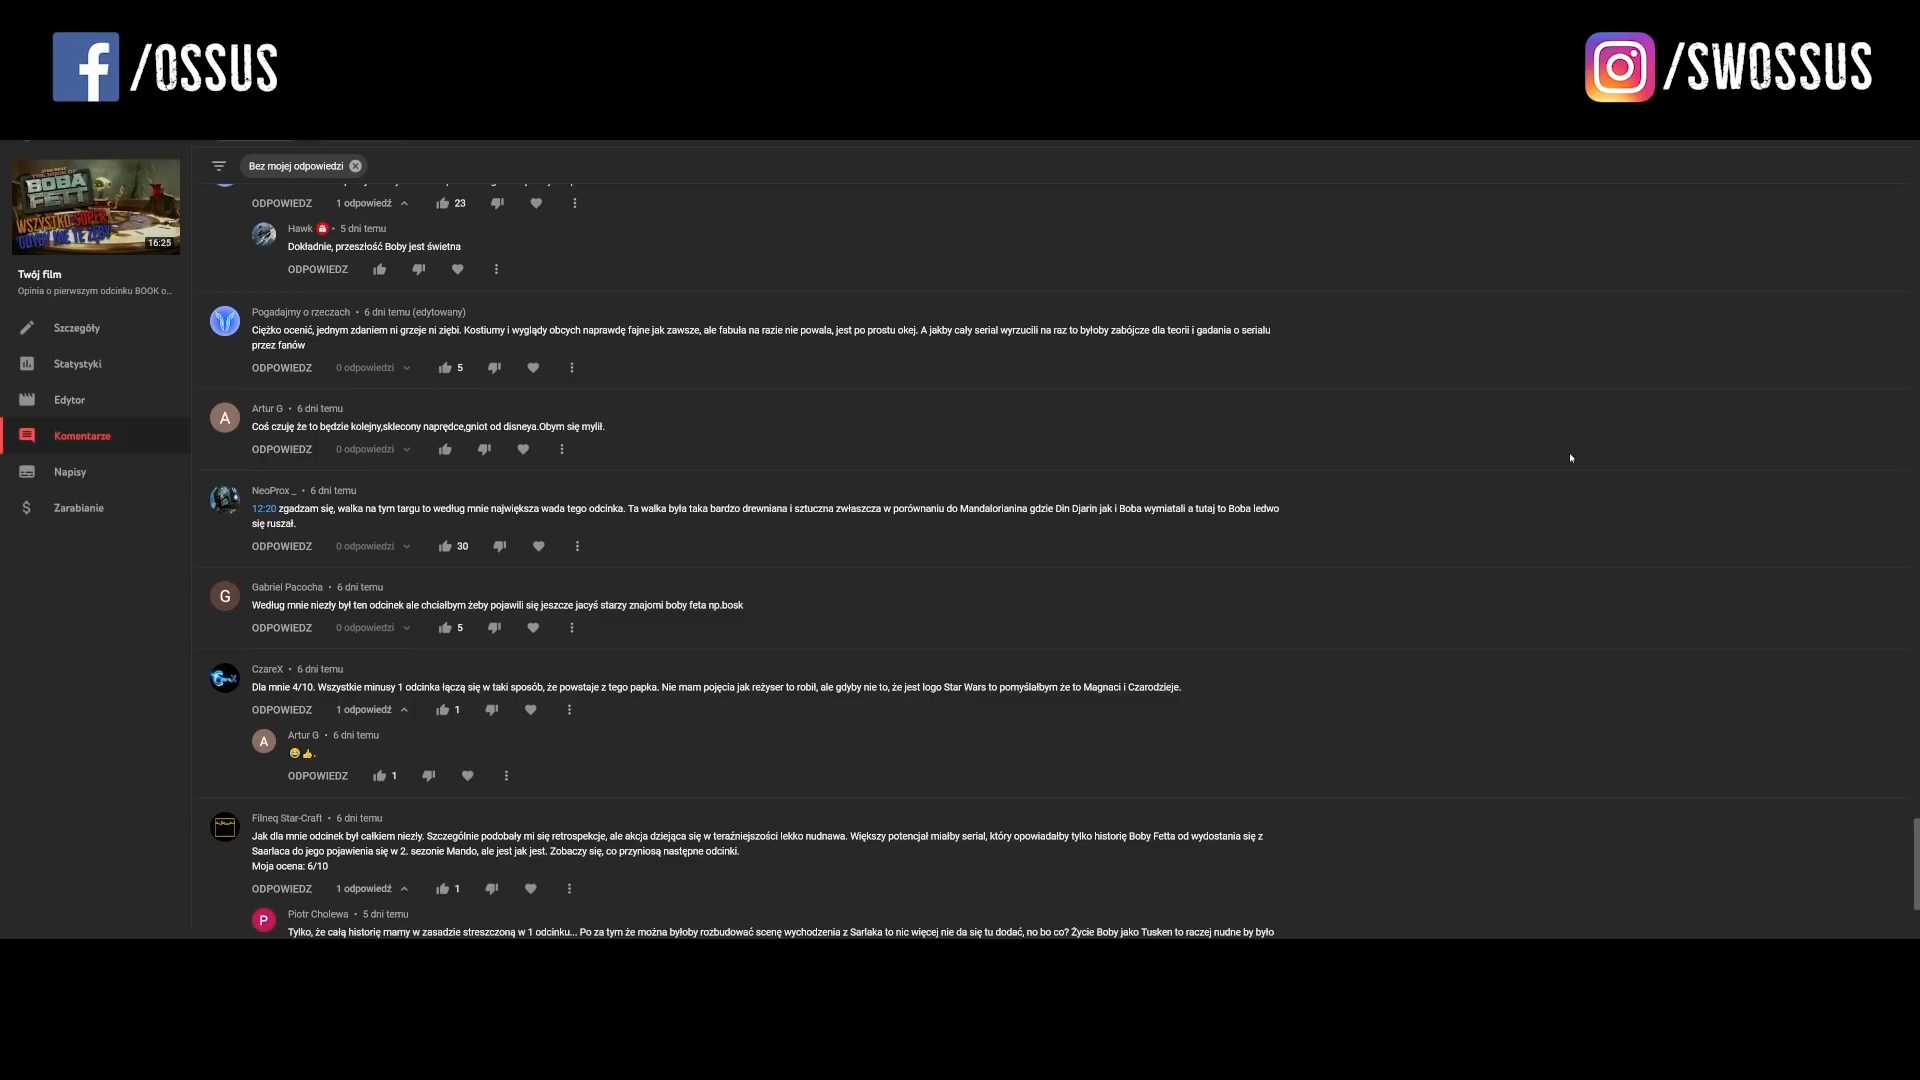 /OSSUS
/SWOSSUS
BOBA
FETT
WSZYSTKO SUPER
GDYBY NIE TE ZĘBY
16:25
Twój film
Opinia o pierwszym odcinku BOOK o...
Szczegóły
Statystyki
Edytor
Komentarze
Napisy
Zarabianie
Bez mojej odpowiedzi
ODPOWIEDZ 1 odpowiedź 23
Hawk • 5 dni temu
Dokładnie, przeszłość Boby jest świetna
ODPOWIEDZ
Pogadajmy o rzeczach • 6 dni temu (edytowany)
Ciężko ocenić, jednym zdaniem ni grzeje ni ziębi. Kostiumy i wyglądy obcych naprawdę fajne jak zawsze, ale fabuła na razie nie powala, jest po prostu okej. A jakby cały serial wyrzucili na raz to byłoby zabójcze dla teorii i gadania o serialu
przez fanów
ODPOWIEDZ 0 odpowiedzi 5
A
Artur G • 6 dni temu
Coś czuję że to będzie kolejny,sklecony naprędce,gniot od disneya.Obym się mylił.
ODPOWIEDZ 0 odpowiedzi
NeoProx _ • 6 dni temu
12:20 zgadzam się, walka na tym targu to według mnie największa wada tego odcinka. Ta walka była taka bardzo drewniana i sztuczna zwłaszcza w porównaniu do Mandalorianina gdzie Din Djarin jak i Boba wymiatali a tutaj to Boba ledwo
się ruszał.
ODPOWIEDZ 0 odpowiedzi 30
G
Gabriel Pacocha • 6 dni temu
Według mnie niezły był ten odcinek ale chciałbym żeby pojawili się jeszcze jacyś starzy znajomi boby feta np.bosk
ODPOWIEDZ 0 odpowiedzi 5
CzareX • 6 dni temu
Dla mnie 4/10. Wszystkie minusy 1 odcinka łączą się w taki sposób, że powstaje z tego papka. Nie mam pojęcia jak reżyser to robił, ale gdyby nie to, że jest logo Star Wars to pomyślałbym że to Magnaci i Czarodzieje.
ODPOWIEDZ 1 odpowiedź 1
A
Artur G • 6 dni temu
😂👍.
ODPOWIEDZ 1
Filneq Star-Craft • 6 dni temu
Jak dla mnie odcinek był całkiem niezły. Szczególnie podobały mi się retrospekcje, ale akcja dziejąca się w teraźniejszości lekko nudnawa. Większy potencjał miałby serial, który opowiadałby tylko historię Boby Fetta od wydostania się z
Saarlaca do jego pojawienia się w 2. sezonie Mando, ale jest jak jest. Zobaczy się, co przyniosą następne odcinki.
Moja ocena: 6/10
ODPOWIEDZ 1 odpowiedź 1
P
Piotr Cholewa • 5 dni temu
Tylko, że całą historię mamy w zasadzie streszczoną w 1 odcinku... Po za tym że można byłoby rozbudować scenę wychodzenia z Sarlaka to nic więcej nie da się tu dodać, no bo co? Życie Boby jako Tusken to raczej nudne by było